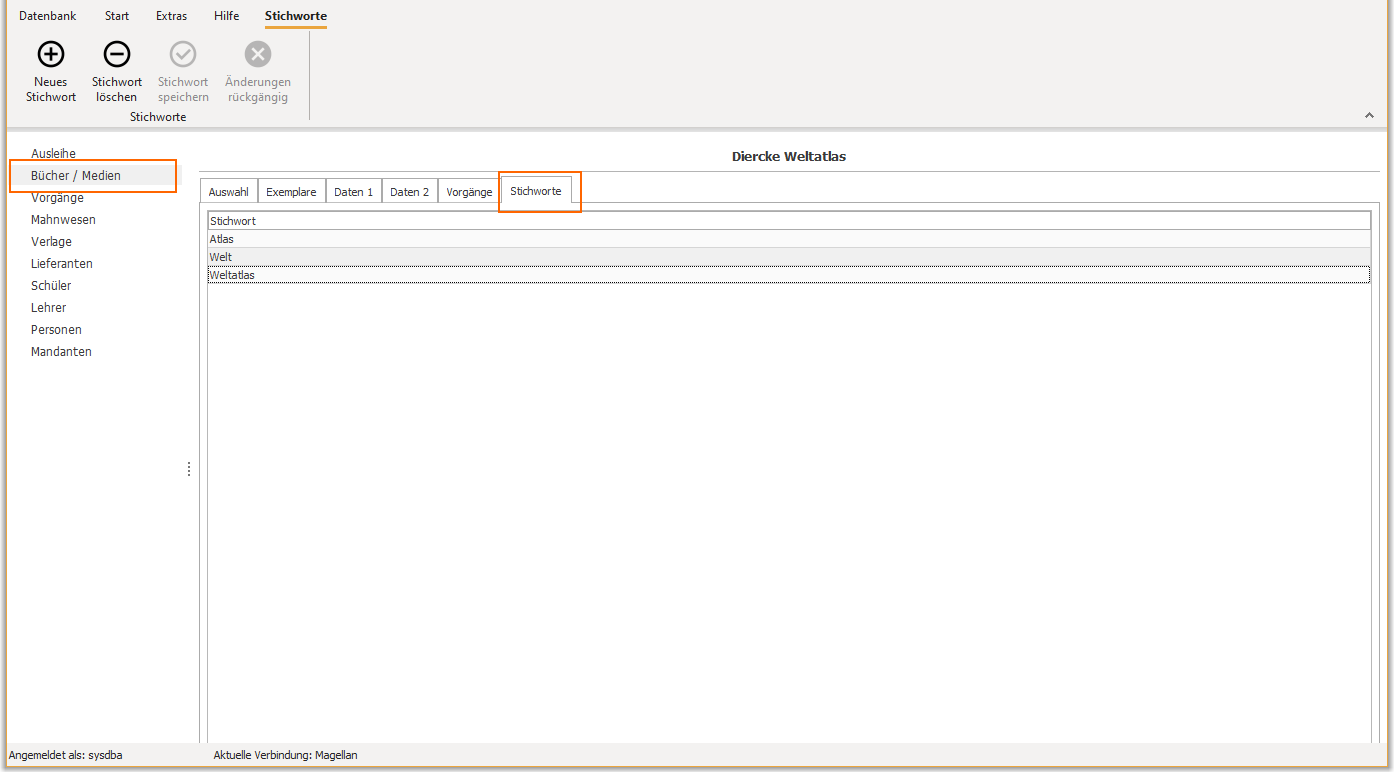 Datenbank Start Extras Hilfe Stichworte
Neues Stichwort Stichwort Änderungen
Stichwort löschen speichern rückgängig
Stichworte
Ausleihe
Bücher / Medien
Vorgänge
Mahnwesen
Verlage
Lieferanten
Schüler
Lehrer
Personen
Mandanten
Diercke Weltatlas
Auswahl Exemplare Daten 1 Daten 2 Vorgänge Stichworte
Stichwort
Atlas
Welt
Weltatlas
Angemeldet als: sysdba Aktuelle Verbindung: Magellan